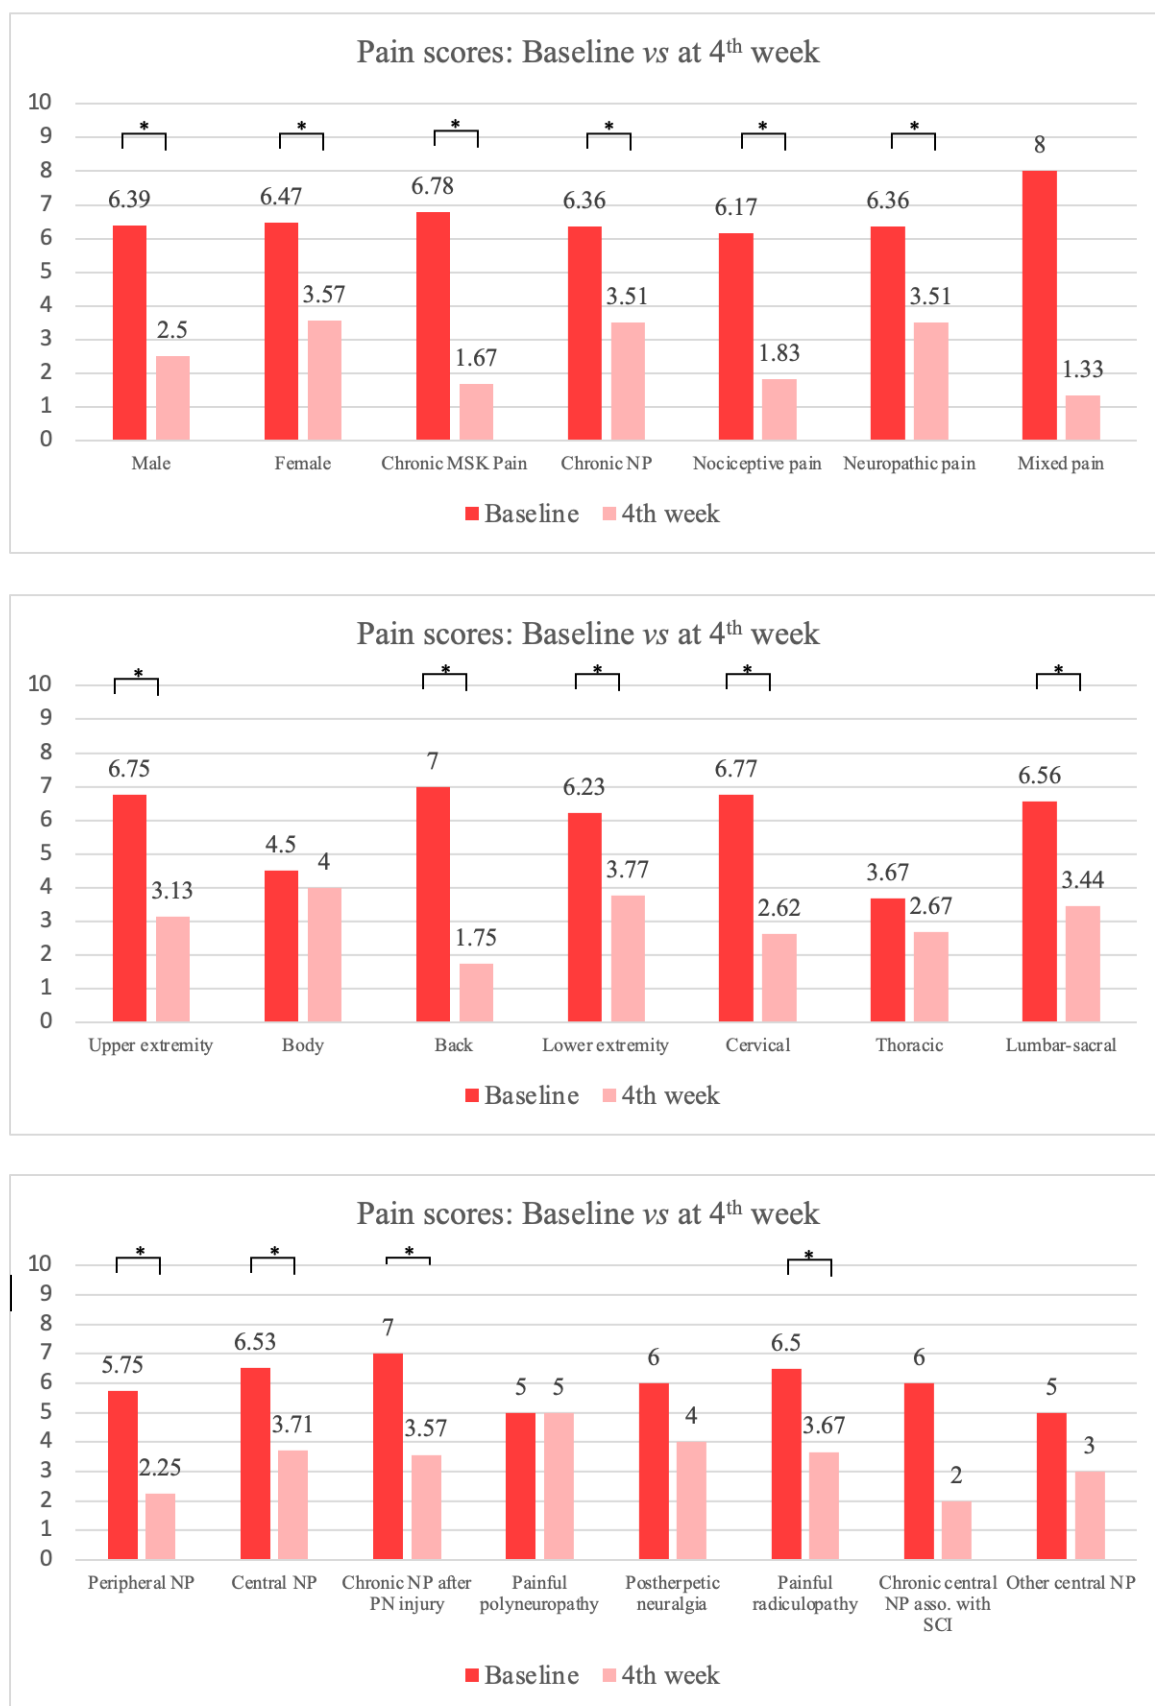 Pain scores: Baseline vs at 4th week
* * * * * *
10
9
8
7
6
5
4
3
2
1
0
6.39 2.5 6.47 3.57 6.78 1.67 6.36 3.51 6.17 1.83 6.36 3.51 8 1.33
Male Female Chronic MSK Pain Chronic NP Nociceptive pain Neuropathic pain Mixed pain
Baseline 4th week
Pain scores: Baseline vs at 4th week
* * * * *
10
9
8
7
6
5
4
3
2
1
0
6.75 3.13 4.5 4 7 1.75 6.23 3.77 6.77 2.62 3.67 2.67 6.56 3.44
Upper extremity Body Back Lower extremity Cervical Thoracic Lumbar-sacral
Baseline 4th week
Pain scores: Baseline vs at 4th week
* * * *
10
9
8
7
6
5
4
3
2
1
0
5.75 2.25 6.53 3.71 7 3.57 5 5 6 4 6.5 3.67 6 2 5 3
Peripheral NP
Central NP
Chronic NP after
PN injury
Painful
polyneuropathy
Postherpetic
neuralgia
Painful
radiculopathy
Chronic central
NP asso. with
SCI
Other central NP
Baseline 4th week